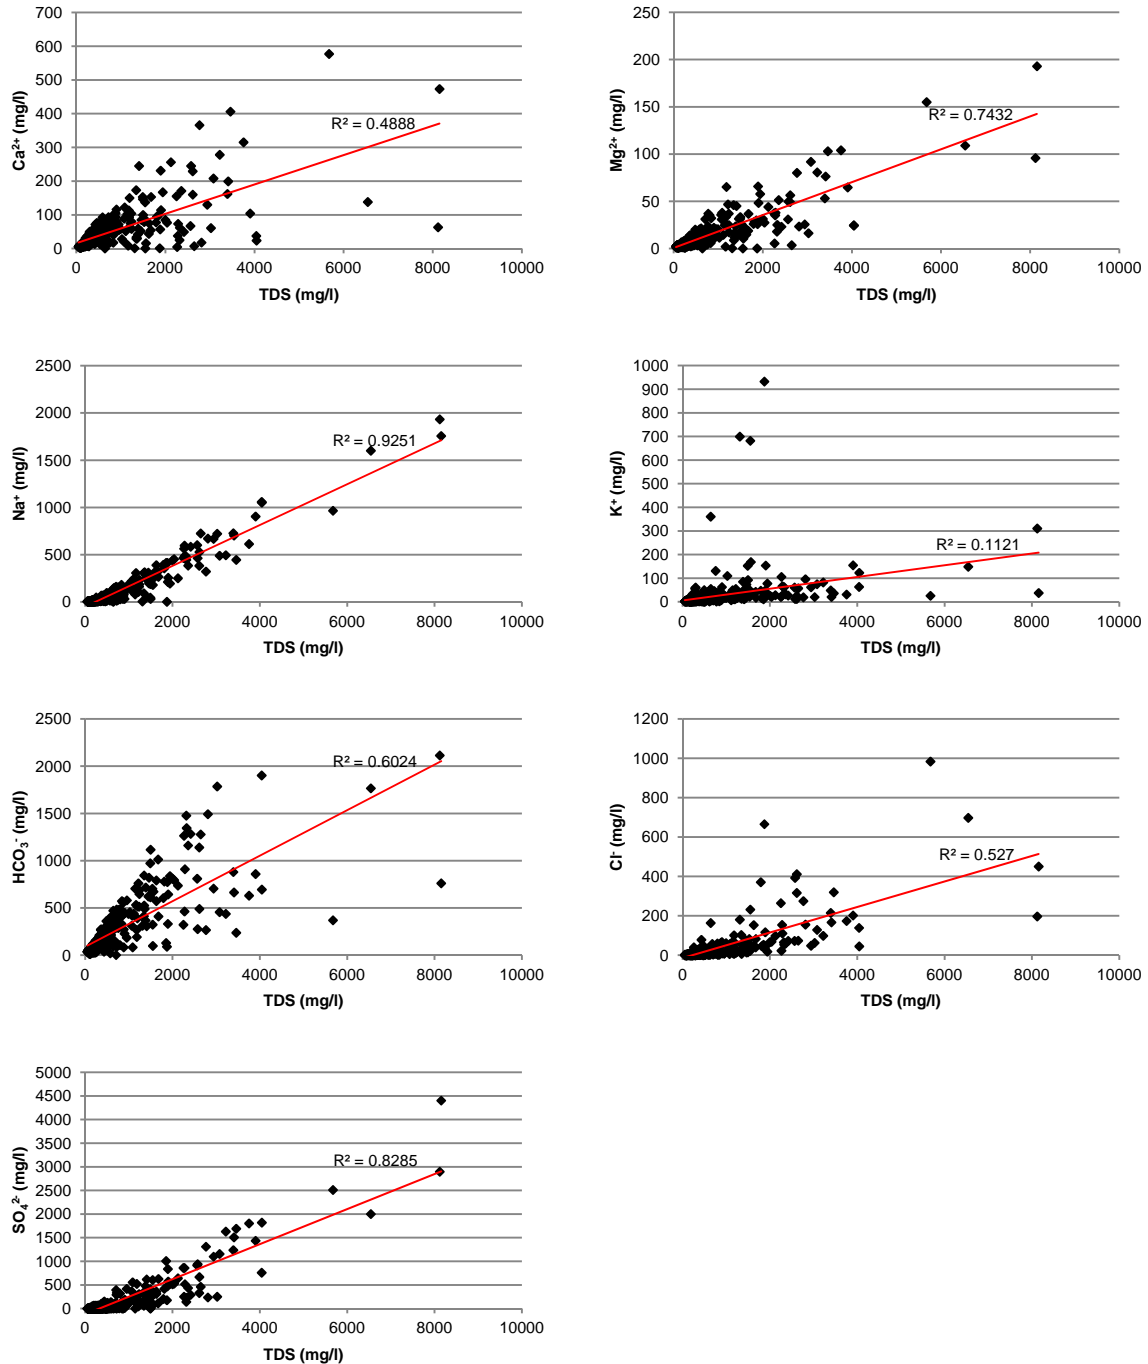 700
600
500
400
300
200
100
0
Ca²⁺ (mg/l)
R² = 0.4888
0 2000 4000 6000 8000 10000
TDS (mg/l)
250
200
150
100
50
0
Mg²⁺ (mg/l)
R² = 0.7432
0 2000 4000 6000 8000 10000
TDS (mg/l)
2500
2000
1500
1000
500
0
Na⁺ (mg/l)
R² = 0.9251
0 2000 4000 6000 8000 10000
TDS (mg/l)
1000
900
800
700
600
500
400
300
200
100
0
K⁺ (mg/l)
R² = 0.1121
0 2000 4000 6000 8000 10000
TDS (mg/l)
2500
2000
1500
1000
500
0
HCO₃⁻ (mg/l)
R² = 0.6024
0 2000 4000 6000 8000 10000
TDS (mg/l)
1200
1000
800
600
400
200
0
Cl⁻ (mg/l)
R² = 0.527
0 2000 4000 6000 8000 10000
TDS (mg/l)
5000
4500
4000
3500
3000
2500
2000
1500
1000
500
0
SO₄²⁻ (mg/l)
R² = 0.8285
0 2000 4000 6000 8000 10000
TDS (mg/l)